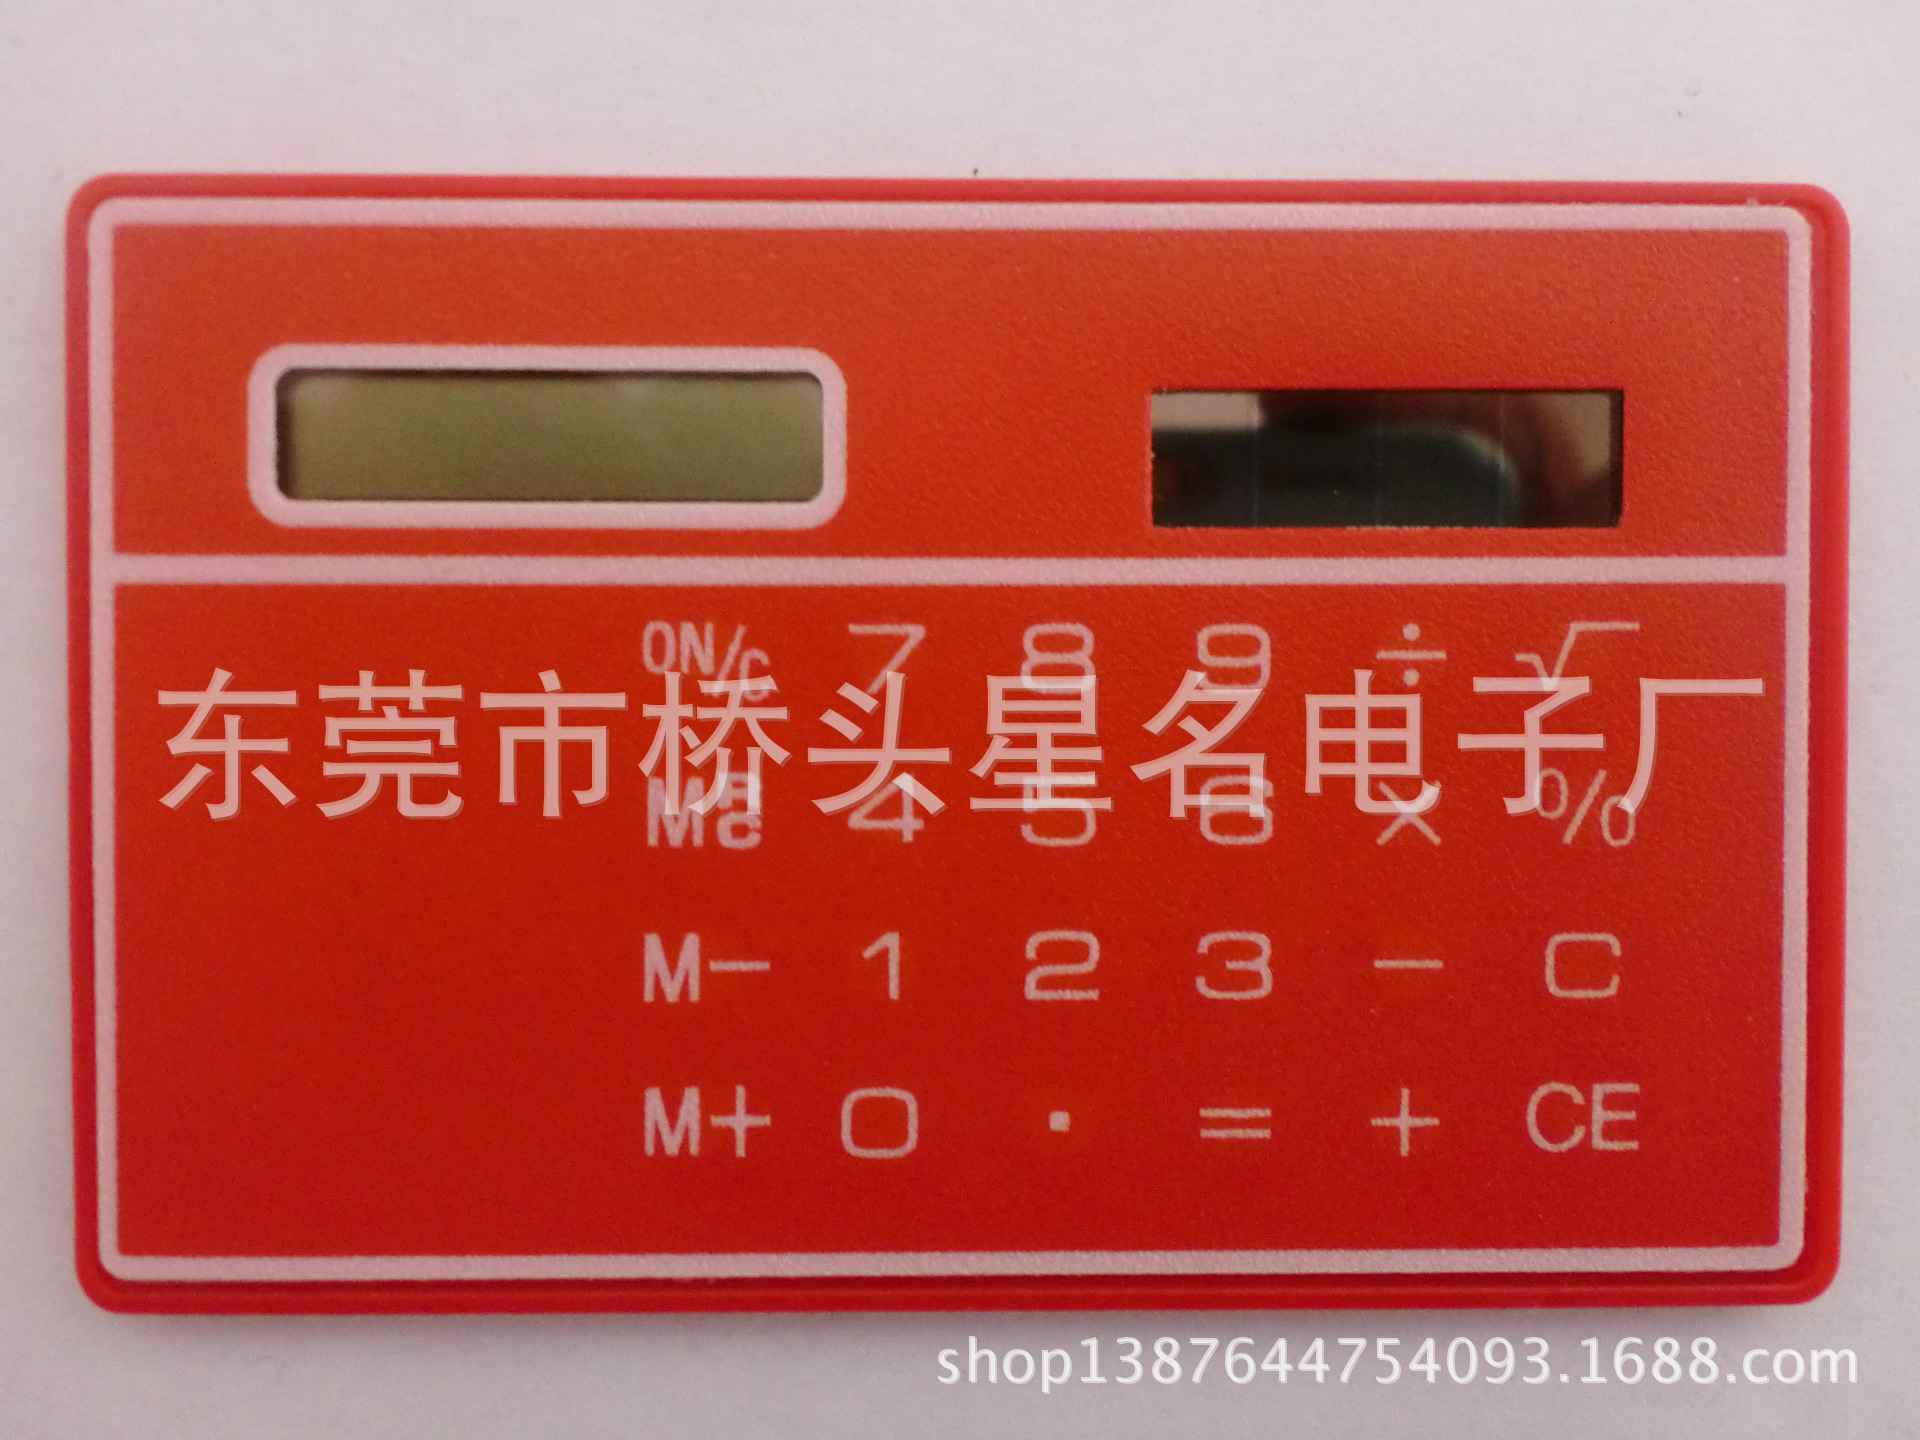 ON/C 7 8 9 ÷ √
东莞市桥头星名电子厂
MRC 4 5 6 × %
M− 1 2 3 − C
M+ 0 · = + CE
shop1387644754093.1688.com